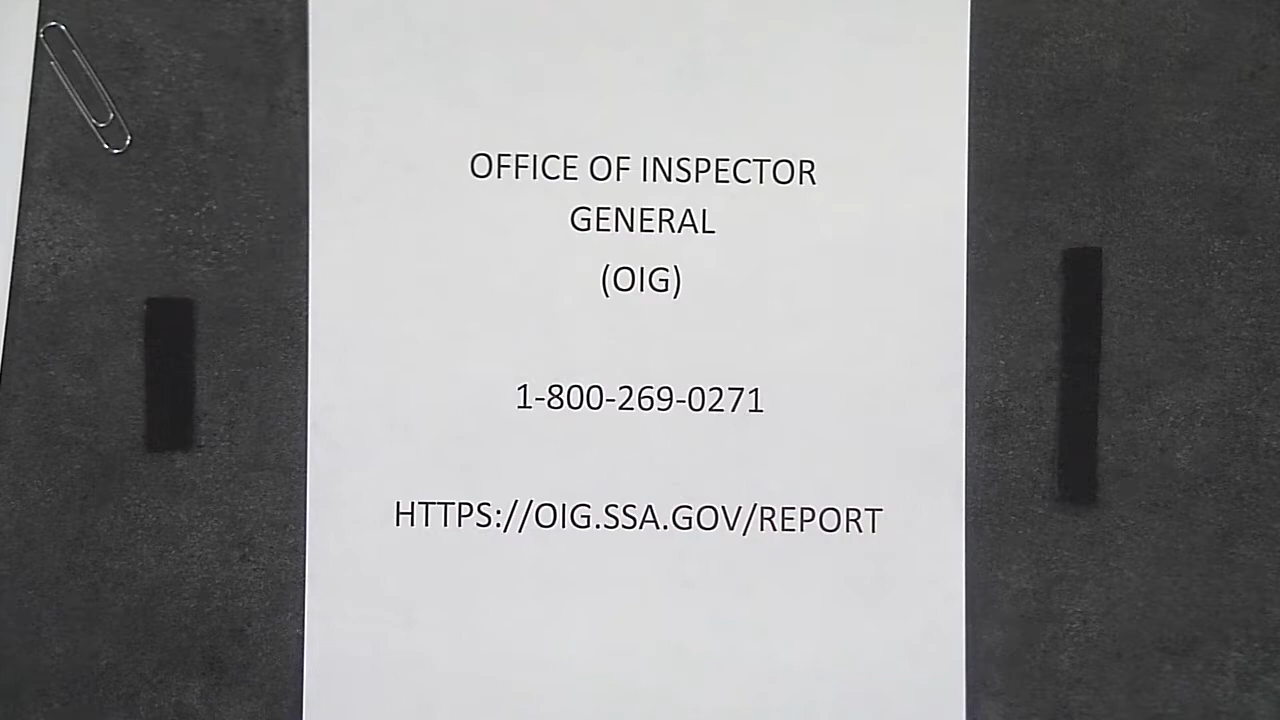 OFFICE OF INSPECTOR
GENERAL
(OIG)
1-800-269-0271
HTTPS://OIG.SSA.GOV/REPORT